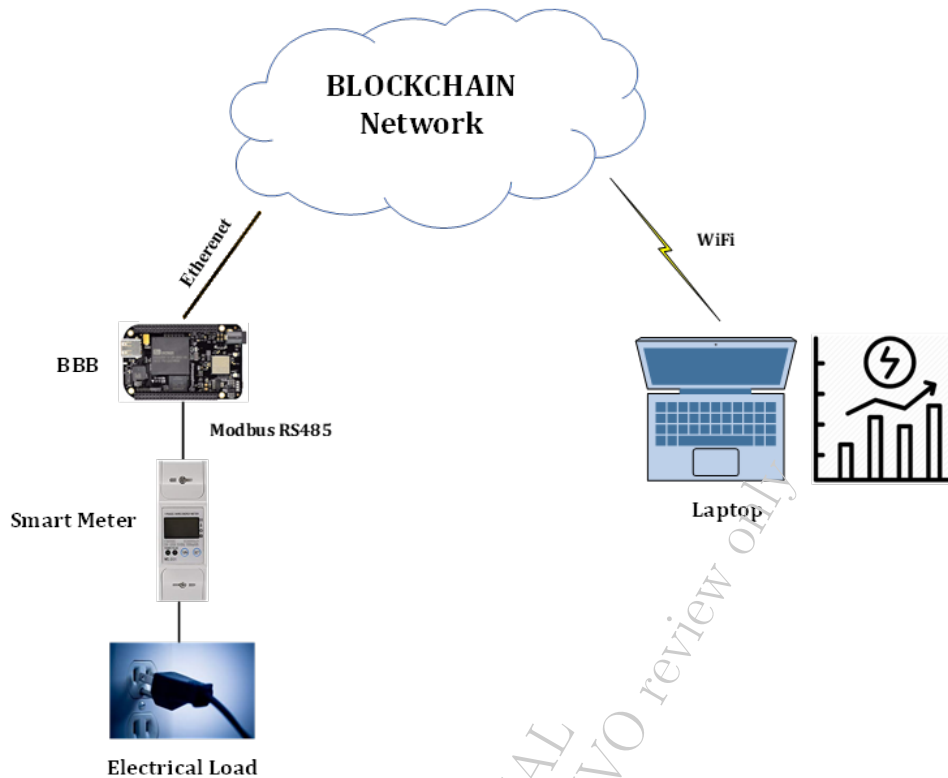 BLOCKCHAIN
Network
Etherenet
WiFi
BBB
Modbus RS485
Smart Meter
Laptop
Electrical Load
VO review only